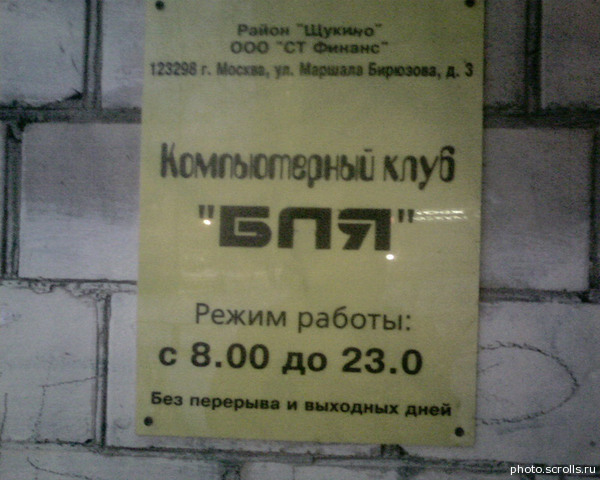 Район "Щукино"
ООО "СТ Финанс"
123298 г. Москва, ул. Маршала Бирюзова, д. 3
Компьютерный клуб
"БЛЯ"
Режим работы:
с 8.00 до 23.0
Без перерыва и выходных дней
photo.scrolls.ru